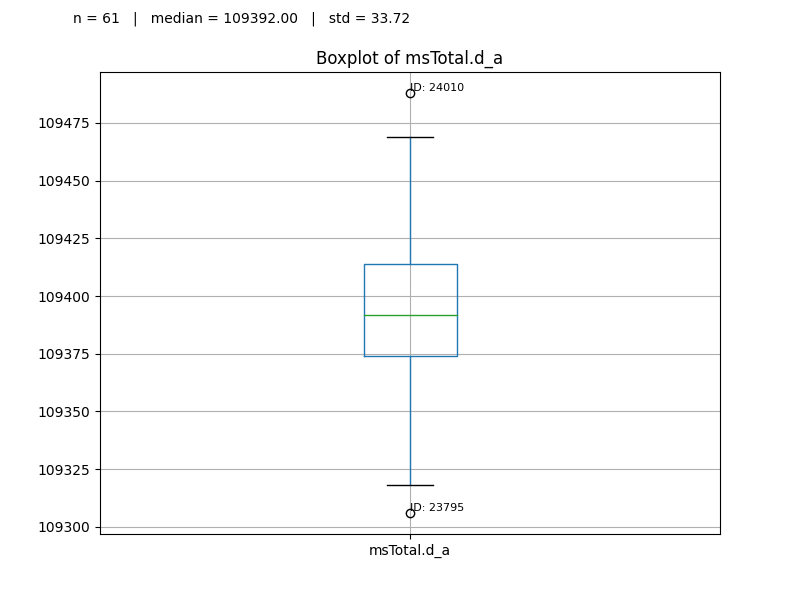 n = 61   |   median = 109392.00   |   std = 33.72
Boxplot of msTotal.d_a
ID: 24010
109475
109450
109425
109400
109375
109350
109325
ID: 23795
109300
msTotal.d_a